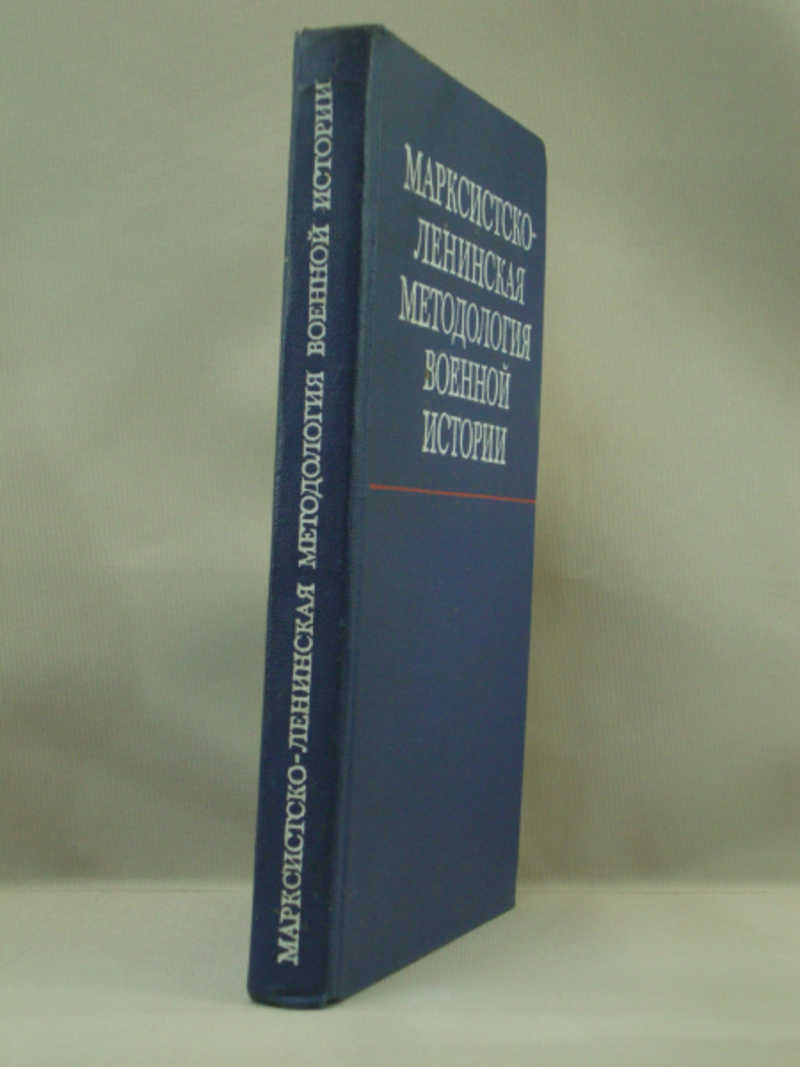 МАРКСИСТСКО-ЛЕНИНСКАЯ МЕТОДОЛОГИЯ ВОЕННОЙ ИСТОРИИ
МАРКСИСТСКО-
ЛЕНИНСКАЯ
МЕТОДОЛОГИЯ
ВОЕННОЙ
ИСТОРИИ